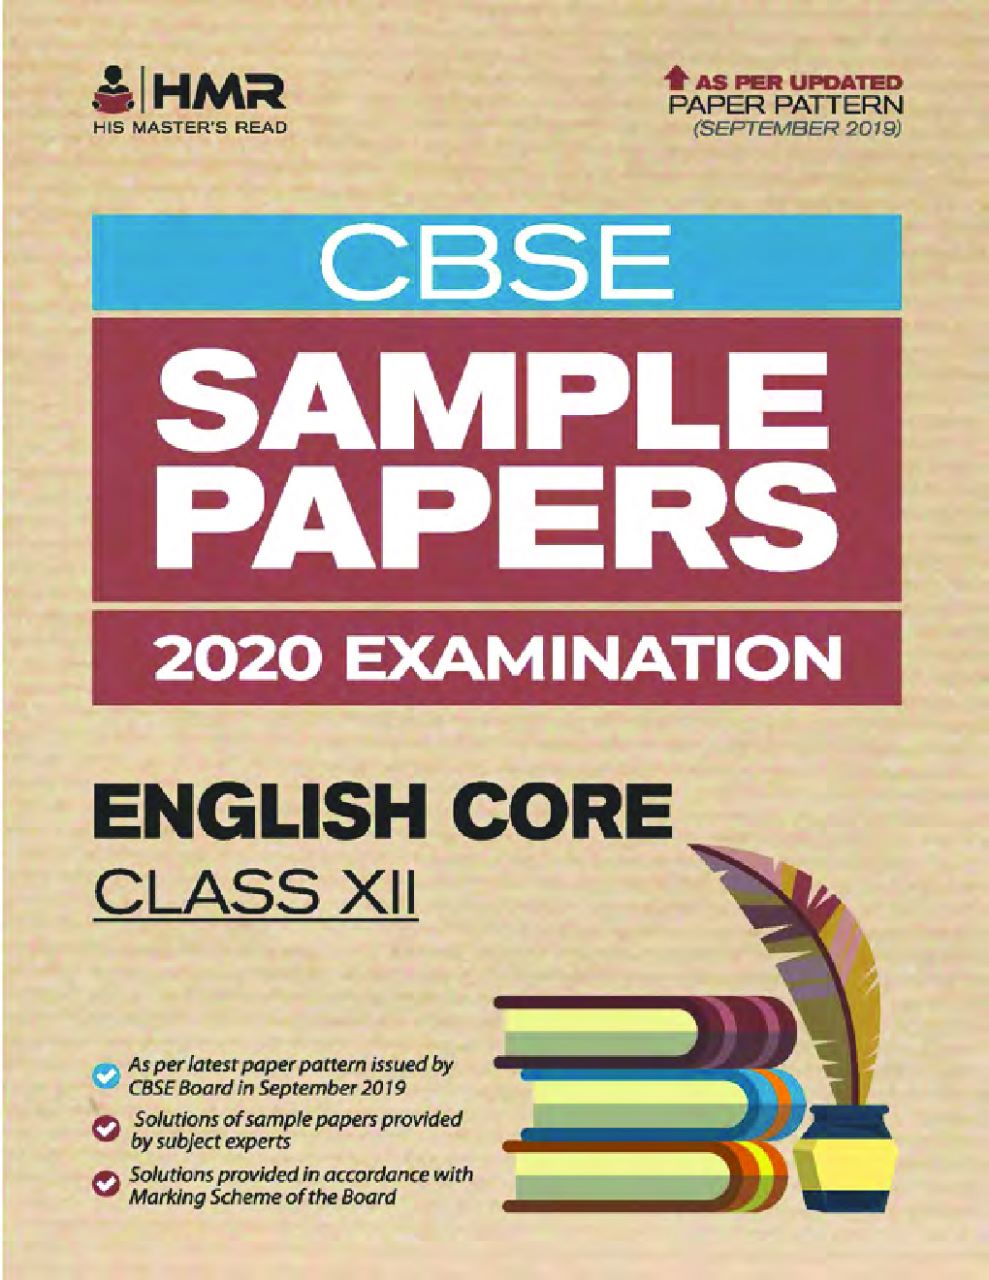 HMR
HIS MASTER'S READ
AS PER UPDATED
PAPER PATTERN
(SEPTEMBER 2019)
CBSE
SAMPLE
PAPERS
2020 EXAMINATION
ENGLISH CORE
CLASS XII
As per latest paper pattern issued by
CBSE Board in September 2019
Solutions of sample papers provided
by subject experts
Solutions provided in accordance with
Marking Scheme of the Board